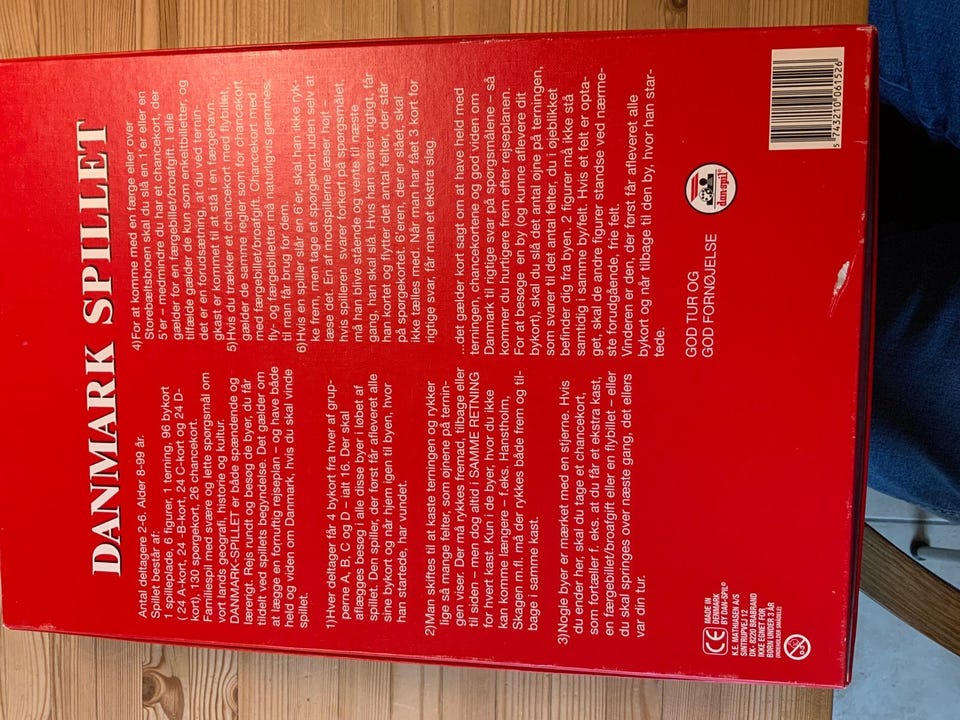 DANMARK SPILLET
Antal deltagere 2-6. Alder 8-99 år.
Spillet består af:
1 spilleplade, 6 figurer, 1 terning, 96 bykort
(24 A-kort, 24 B-kort, 24 C-kort og 24 D-
kort), 130 spørgekort, 26 chancekort.
Familiespil med svære og lette spørgsmål om
vort lands geografi, historie og kultur.
DANMARK-SPILLET er både spændende og
lærerigt. Rejs rundt og besøg de byer, du får
tildelt ved spillets begyndelse. Det gælder om
at lægge en fornuftig rejseplan – og have både
held og viden om Danmark, hvis du skal vinde
spillet.
1)Hver deltager får 4 bykort fra hver af grup-
perne A, B, C og D – ialt 16. Der skal
aflægges besøg i alle disse byer i løbet af
spillet. Den spiller, der først får afleveret alle
sine bykort og når hjem igen til byen, hvor
han startede, har vundet.
2)Man skiftes til at kaste terningen og rykker
lige så mange felter, som øjnene på ternin-
gen viser. Der må rykkes fremad, tilbage eller
til siden – men dog altid i SAMME RETNING
for hvert kast. Kun i de byer, hvor du ikke
kan komme længere – f.eks. Hanstholm,
Skagen m.fl. må der rykkes både frem og til-
bage i samme kast.
3)Nogle byer er mærket med en stjerne. Hvis
du ender her, skal du tage et chancekort,
som fortæller f. eks. at du får et ekstra kast,
en færgebillet/broafgift eller en flybillet – eller
du skal springes over næste gang, det ellers
var din tur.
4)For at komme med en færge eller over
Storebæltsbroen skal du slå en 1'er eller en
5'er – medmindre du har et chancekort, der
gælder for en færgebillet/broafgift. I alle
tilfælde gælder de kun som enkeltbilletter, og
det er en forudsætning, at du ved ternin-
gkast er kommet til at stå i en færgehavn.
5)Hvis du trækker et chancekort med flybillet,
gælder de samme regler som for chancekort
med færgebillet/broafgift. Chancekort med
fly- og færgebilletter må naturligvis gemmes,
til man får brug for dem.
6)Hvis en spiller slår en 6'er, skal han ikke ryk-
ke frem, men tage et spørgekort uden selv at
læse det. En af modspillerne læser højt –
hvis spilleren svarer forkert på spørgsmålet,
må han blive stående og vente til næste
gang, han skal slå. Hvis han svarer rigtigt, får
han kortet og flytter det antal felter, der står
på spørgekortet. 6'eren, der er slået, skal
ikke tælles med. Når man har fået 3 kort for
rigtige svar, får man et ekstra slag.
...det gælder kort sagt om at have held med
terningen, chancekortene og god viden om
Danmark til rigtige svar på spørgsmålene – så
kommer du hurtigere frem efter rejseplanen.
For at besøge en by (og kunne aflevere dit
bykort), skal du slå det antal øjne på terningen,
som svarer til det antal felter, du i øjeblikket
befinder dig fra byen. 2 figurer må ikke stå
samtidig i samme by/felt. Hvis et felt er opta-
get, skal de andre figurer standse ved nærme-
ste forudgående, frie felt.
Vinderen er den, der først får afleveret alle
bykort og når tilbage til den by, hvor han star-
tede.
GOD TUR OG
GOD FORNØJELSE
dan-spil
5 743210 061526
CE
MADE IN
DENMARK
BY DAN-SPIL®
K.E. MATHIASEN A/S
SINTRUPVEJ 12
DK- 8220 BRABRAND
IKKE EGNET FOR
BØRN UNDER 3 ÅR
(INDEHOLDER SMÅDELE)
0-3